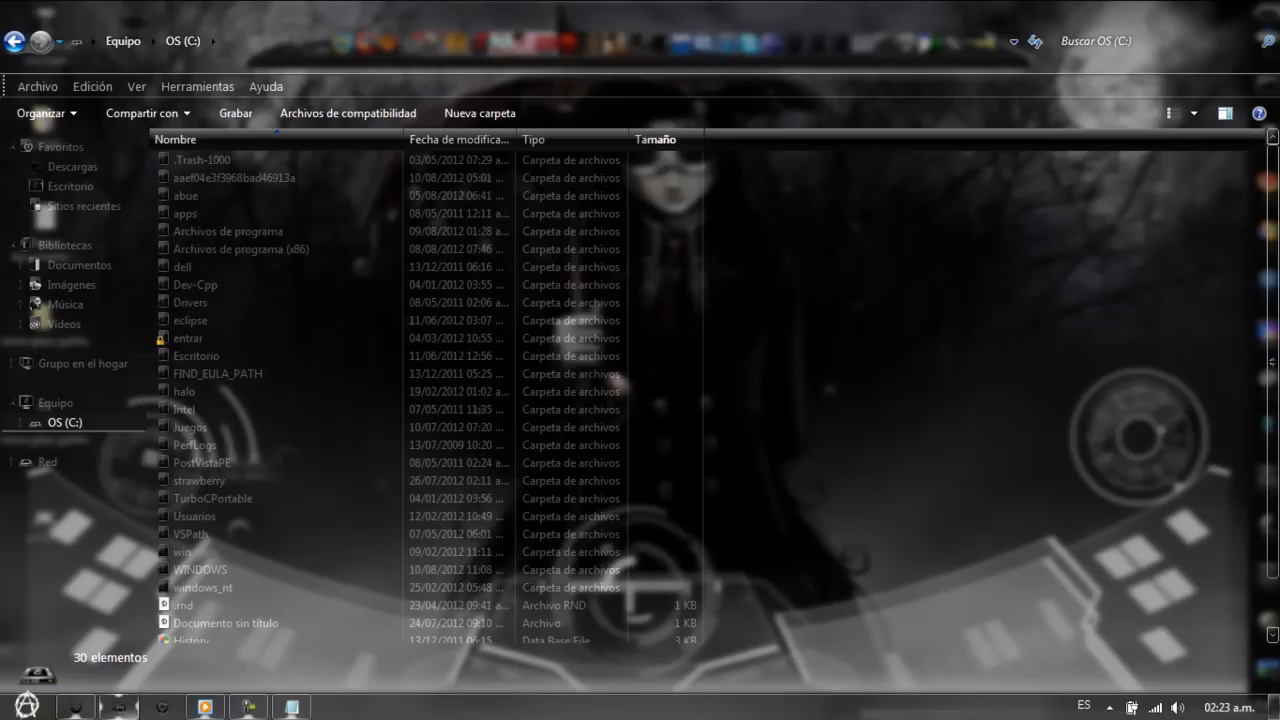 Equipo OS (C:) Buscar OS (C:)
Archivo Edición Ver Herramientas Ayuda
Organizar Compartir con Grabar Archivos de compatibilidad Nueva carpeta
Nombre Fecha de modifica... Tipo Tamaño
Favoritos
Descargas
Escritorio
Sitios recientes
Bibliotecas
Documentos
Imágenes
Música
Vídeos
Grupo en el hogar
Equipo
OS (C:)
Red
.Trash-1000 03/05/2012 07:29 a... Carpeta de archivos
aaef04e3f3968bad46913a 10/08/2012 05:01 ... Carpeta de archivos
abue 05/08/2012 06:41 ... Carpeta de archivos
apps 08/05/2011 12:11 a... Carpeta de archivos
Archivos de programa 09/08/2012 01:28 a... Carpeta de archivos
Archivos de programa (x86) 08/08/2012 07:46 ... Carpeta de archivos
dell 13/12/2011 06:16 ... Carpeta de archivos
Dev-Cpp 04/01/2012 03:55 ... Carpeta de archivos
Drivers 08/05/2011 02:06 a... Carpeta de archivos
eclipse 11/06/2012 03:07 ... Carpeta de archivos
entrar 04/03/2012 10:55 ... Carpeta de archivos
Escritorio 11/06/2012 12:56 ... Carpeta de archivos
FIND_EULA_PATH 13/12/2011 05:25 ... Carpeta de archivos
halo 19/02/2012 01:02 a... Carpeta de archivos
Intel 07/05/2011 11:35 ... Carpeta de archivos
Juegos 10/07/2012 07:20 ... Carpeta de archivos
PerfLogs 13/07/2009 10:20 ... Carpeta de archivos
PostVistaPE 08/05/2011 02:24 a... Carpeta de archivos
strawberry 26/07/2012 02:11 a... Carpeta de archivos
TurboCPortable 04/01/2012 03:56 ... Carpeta de archivos
Usuarios 12/02/2012 10:49 ... Carpeta de archivos
VSPath 07/05/2011 06:01 ... Carpeta de archivos
win 09/02/2012 11:11 ... Carpeta de archivos
WINDOWS 10/08/2012 11:08 ... Carpeta de archivos
windows_nt 25/02/2012 05:48 ... Carpeta de archivos
.rnd 23/04/2012 09:41 a... Archivo RND 1 KB
Documento sin título 24/07/2012 09:10 ... Archivo 1 KB
History 13/12/2011 06:15 ... Data Base File 3 KB
30 elementos
ES 02:23 a.m.